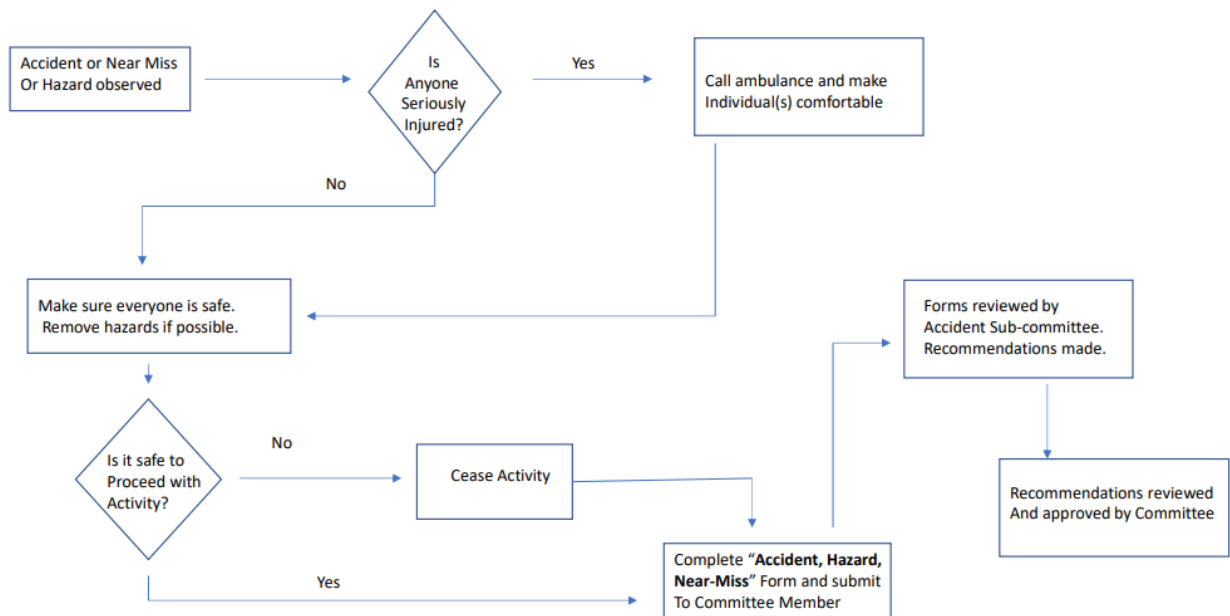 Accident or Near Miss
Or Hazard observed
Is
Anyone
Seriously
Injured?
Yes
Call ambulance and make
Individual(s) comfortable
No
Make sure everyone is safe.
Remove hazards if possible.
Forms reviewed by
Accident Sub-committee.
Recommendations made.
Is it safe to
Proceed with
Activity?
No
Cease Activity
Recommendations reviewed
And approved by Committee
Yes
Complete “Accident, Hazard,
Near-Miss” Form and submit
To Committee Member